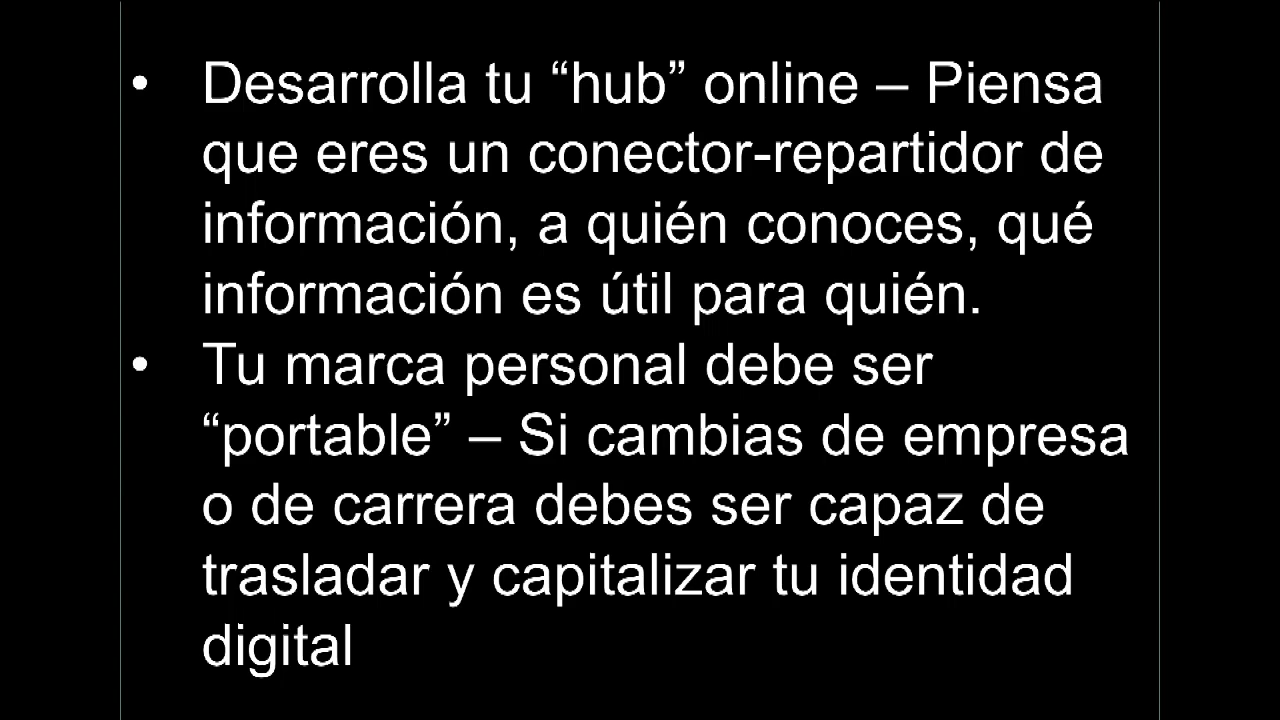 • Desarrolla tu “hub” online – Piensa
que eres un conector-repartidor de
información, a quién conoces, qué
información es útil para quién.
• Tu marca personal debe ser
“portable” – Si cambias de empresa
o de carrera debes ser capaz de
trasladar y capitalizar tu identidad
digital